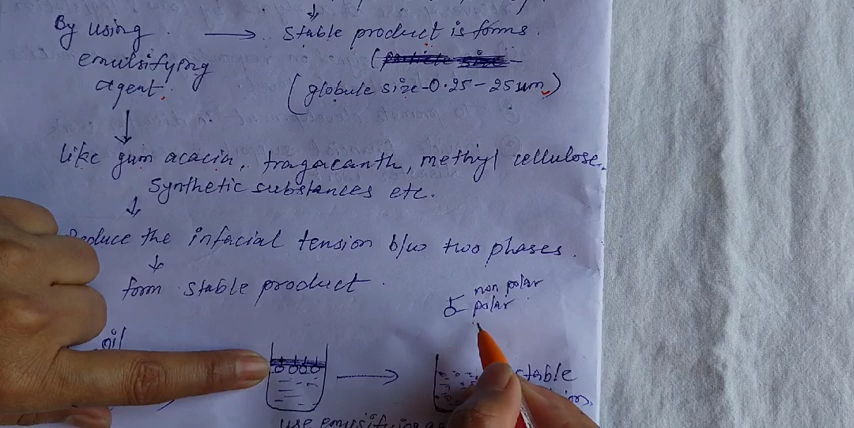 By using → stable product is forms.
emulsifying
agent.
(globule size-0.25-25um)
like gum acacia, tragacanth, methyl cellulose,
synthetic substances etc.
the infacial tension b/w two phases.
form stable product.
non polar
polar
oil
stable
use